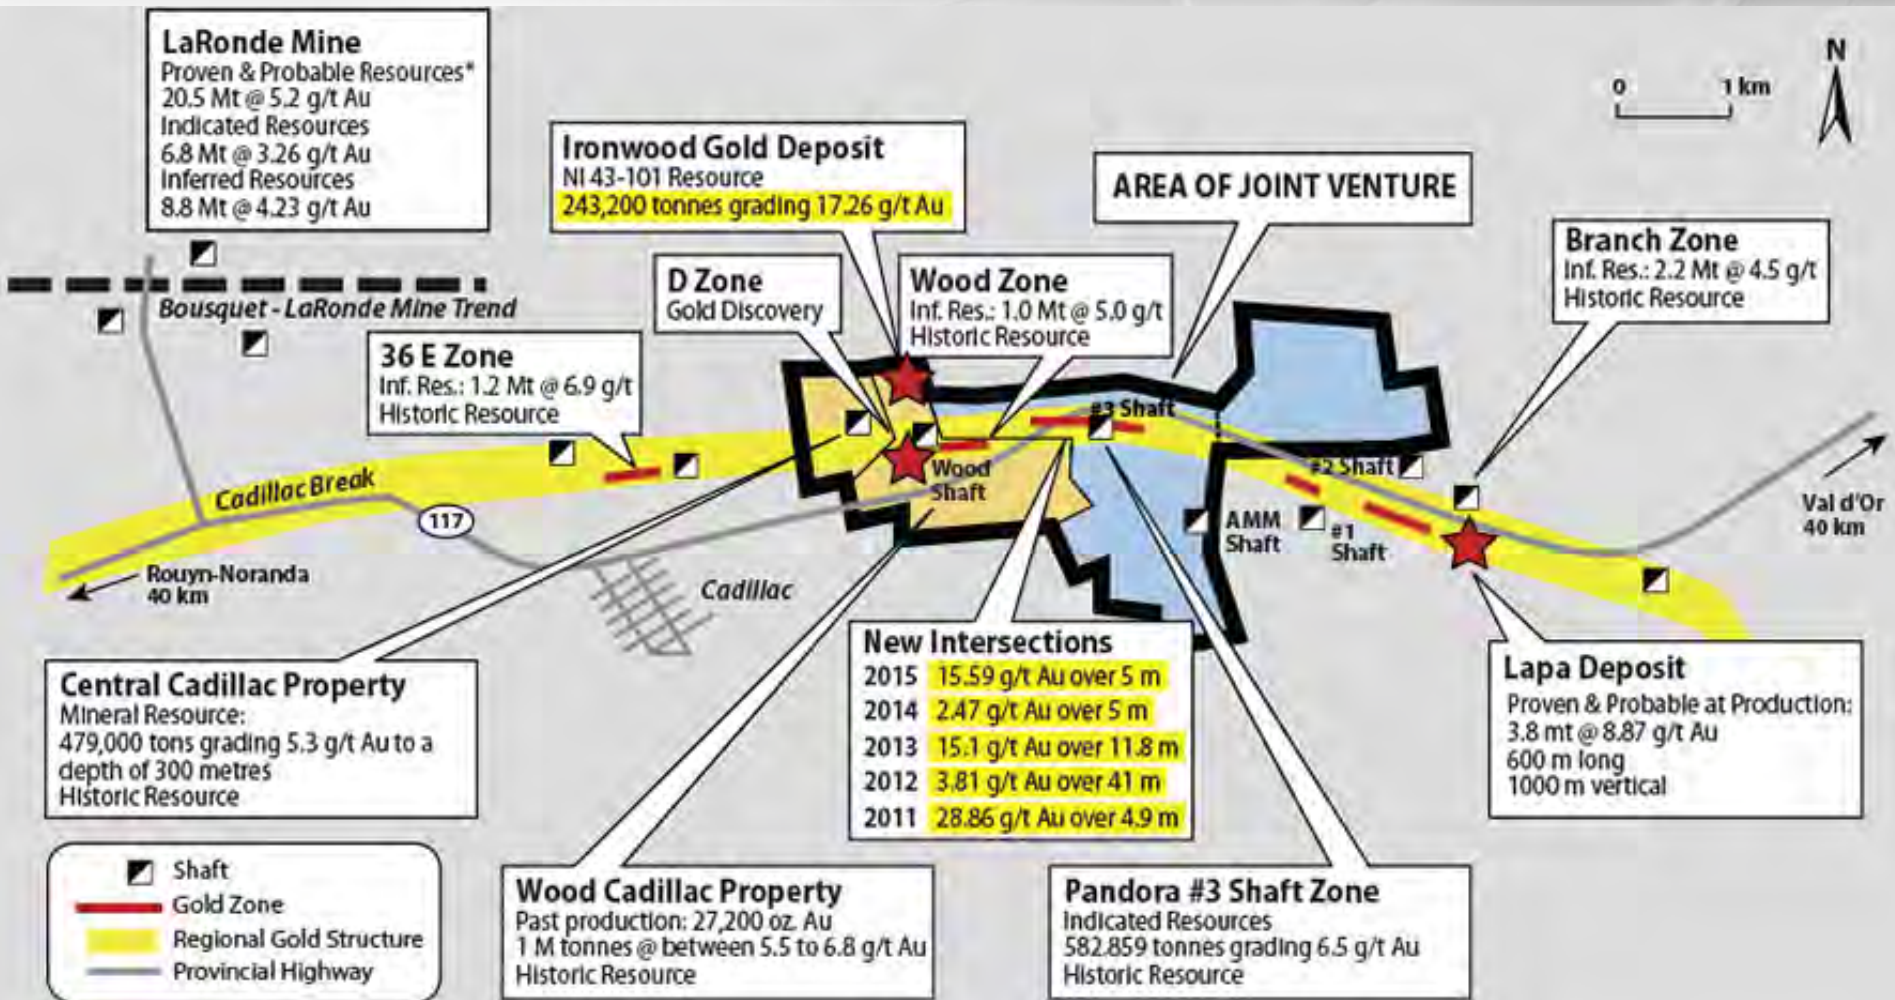 LaRonde Mine
Proven & Probable Resources*
20.5 Mt @ 5.2 g/t Au
Indicated Resources
6.8 Mt @ 3.26 g/t Au
Inferred Resources
8.8 Mt @ 4.23 g/t Au
N
0 1 km
Ironwood Gold Deposit
NI 43-101 Resource
243,200 tonnes grading 17.26 g/t Au
AREA OF JOINT VENTURE
Branch Zone
Inf. Res.: 2.2 Mt @ 4.5 g/t
Historic Resource
D Zone
Gold Discovery
Wood Zone
Inf. Res.: 1.0 Mt @ 5.0 g/t
Historic Resource
Bousquet - LaRonde Mine Trend
36 E Zone
Inf. Res.: 1.2 Mt @ 6.9 g/t
Historic Resource
#3 Shaft
#2 Shaft
Wood
Shaft
Cadillac Break
117
AMM
Shaft
#1
Shaft
Val d'Or
40 km
Rouyn-Noranda
40 km
Cadillac
New Intersections
2015 15.59 g/t Au over 5 m
2014 2.47 g/t Au over 5 m
2013 15.1 g/t Au over 11.8 m
2012 3.81 g/t Au over 41 m
2011 28.86 g/t Au over 4.9 m
Central Cadillac Property
Mineral Resource:
479,000 tons grading 5.3 g/t Au to a
depth of 300 metres
Historic Resource
Lapa Deposit
Proven & Probable at Production:
3.8 mt @ 8.87 g/t Au
600 m long
1000 m vertical
Shaft
Gold Zone
Regional Gold Structure
Provincial Highway
Wood Cadillac Property
Past production: 27,200 oz. Au
1 M tonnes @ between 5.5 to 6.8 g/t Au
Historic Resource
Pandora #3 Shaft Zone
Indicated Resources
582.859 tonnes grading 6.5 g/t Au
Historic Resource